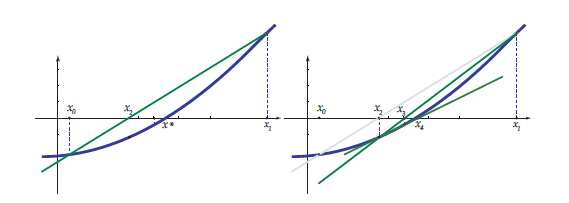 x₀ x₂ x* x₁
x₀ x₂ x₃ x₄ x₁